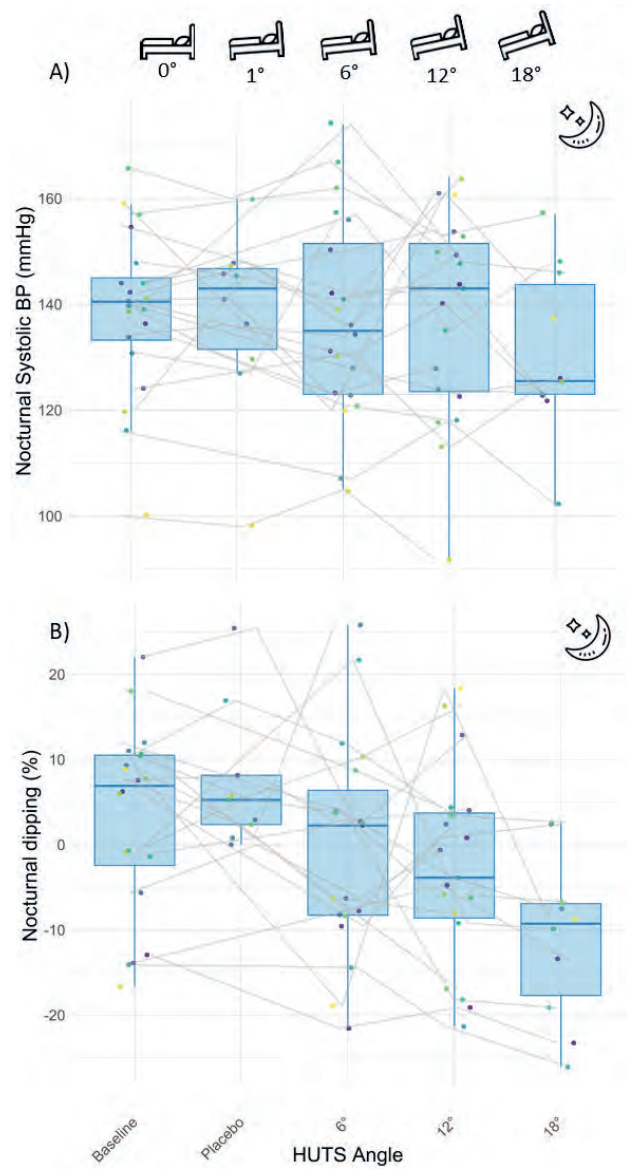 A)
0°
1°
6°
12°
18°
Nocturnal Systolic BP (mmHg)
160
140
120
100
B)
Nocturnal dipping (%)
20
10
0
-10
-20
Baseline
Placebo
6°
12°
18°
HUTS Angle